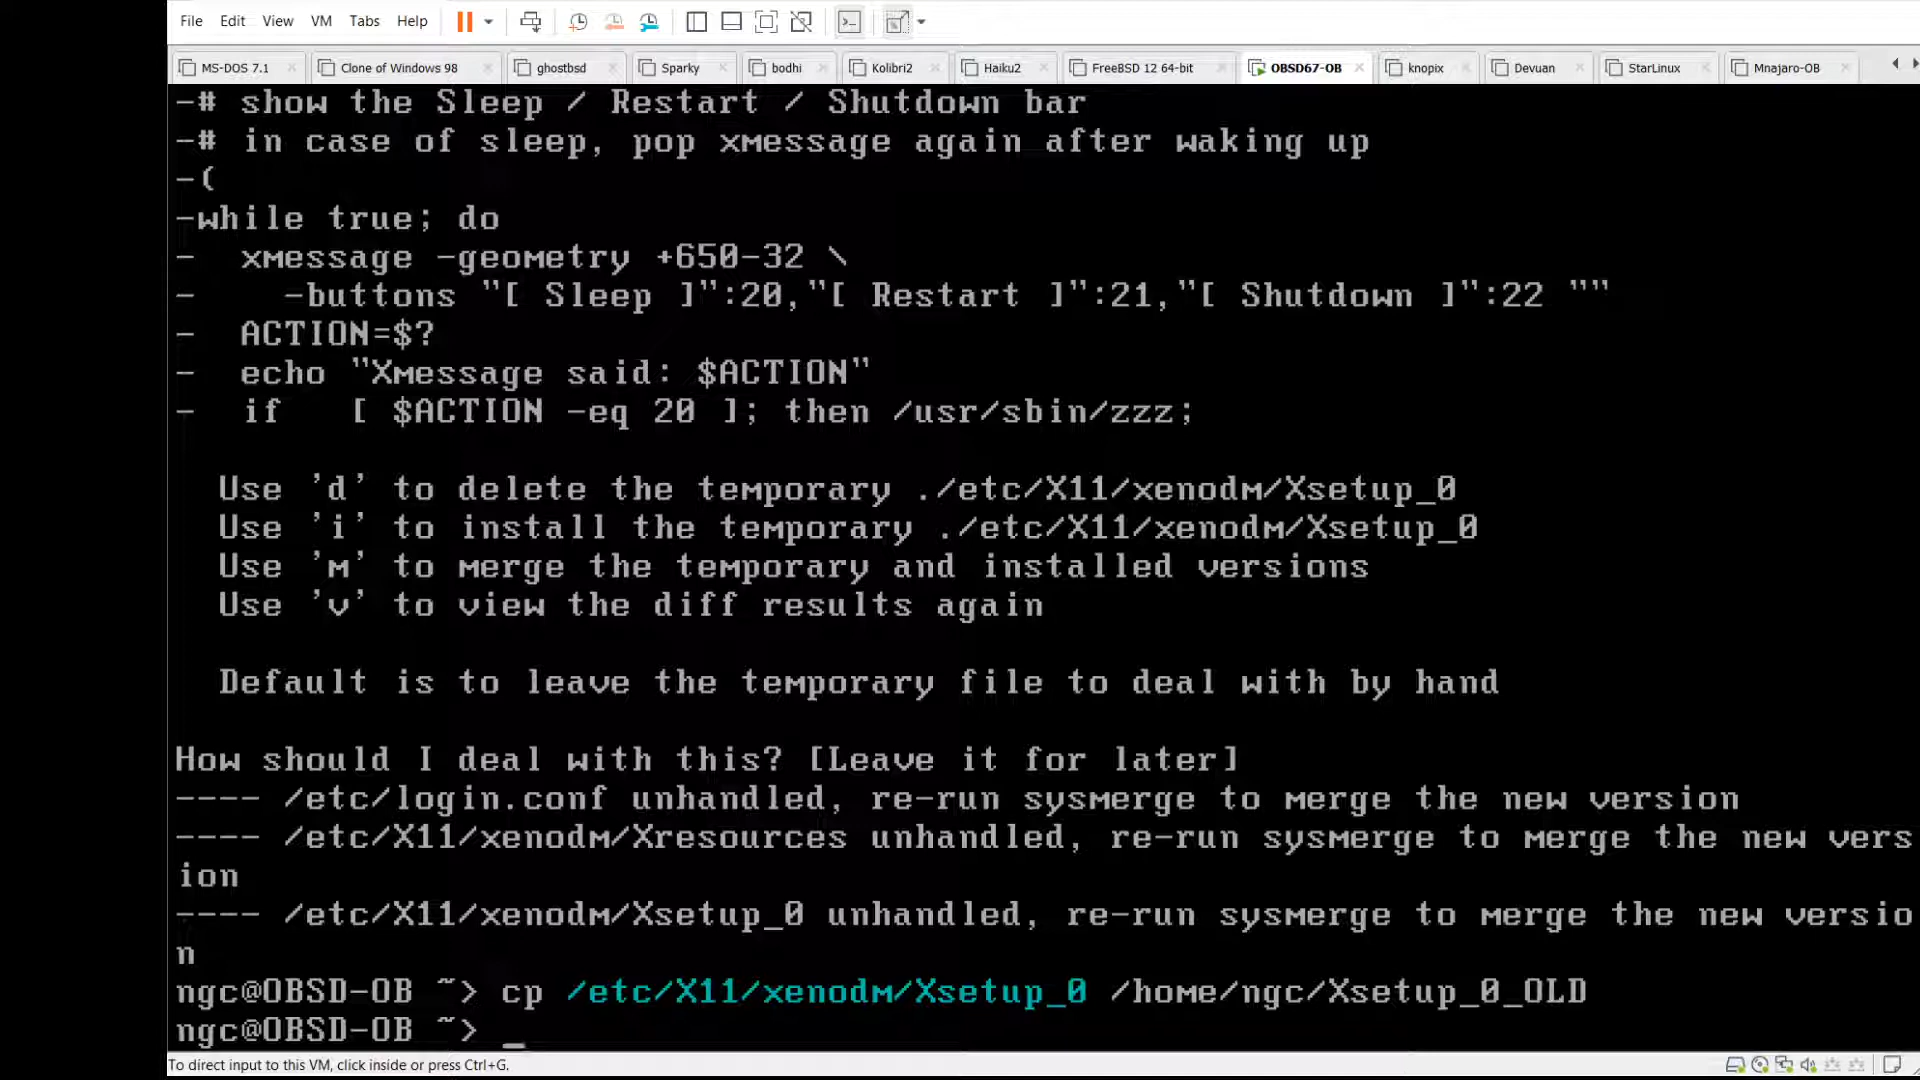 File Edit View VM Tabs Help
MS-DOS 7.1 Clone of Windows 98 ghostbsd Sparky bodhi Kolibri2 Haiku2 FreeBSD 12 64-bit OBSD67-OB knopix Devuan StarLinux Mnajaro-OB
-# show the Sleep / Restart / Shutdown bar
-# in case of sleep, pop xmessage again after waking up
-(
-while true; do
-  xmessage -geometry +650-32 \
-    -buttons "[ Sleep ]":20,"[ Restart ]":21,"[ Shutdown ]":22 ""
-  ACTION=$?
-  echo "Xmessage said: $ACTION"
-  if   [ $ACTION -eq 20 ]; then /usr/sbin/zzz;
Use 'd' to delete the temporary ./etc/X11/xenodm/Xsetup_0
Use 'i' to install the temporary ./etc/X11/xenodm/Xsetup_0
Use 'm' to merge the temporary and installed versions
Use 'v' to view the diff results again
Default is to leave the temporary file to deal with by hand
How should I deal with this? [Leave it for later]
---- /etc/login.conf unhandled, re-run sysmerge to merge the new version
---- /etc/X11/xenodm/Xresources unhandled, re-run sysmerge to merge the new vers
ion
---- /etc/X11/xenodm/Xsetup_0 unhandled, re-run sysmerge to merge the new versio
n
ngc@OBSD-OB ~> cp /etc/X11/xenodm/Xsetup_0 /home/ngc/Xsetup_0_OLD
ngc@OBSD-OB ~> _
To direct input to this VM, click inside or press Ctrl+G.